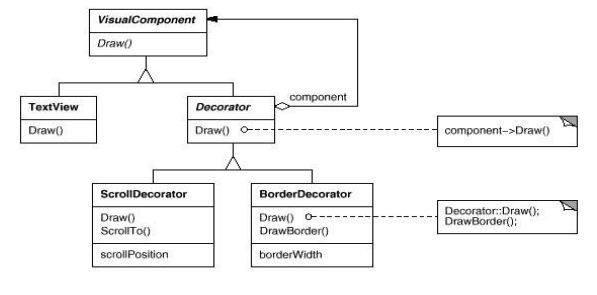 VisualComponent
Draw()
component
TextView
Draw()
Decorator
Draw()
component->Draw()
ScrollDecorator
Draw()
ScrollTo()
scrollPosition
BorderDecorator
Draw()
DrawBorder()
borderWidth
Decorator::Draw();
DrawBorder();